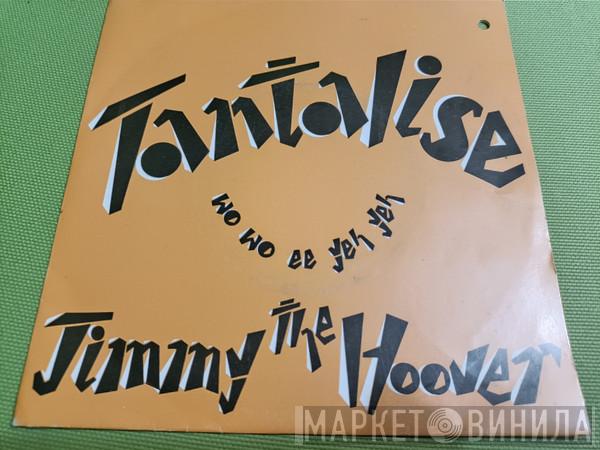 Tantalise
wo wo ee yeh yeh
Jimmy The Hoover
МАРКЕТ ВИНИЛА